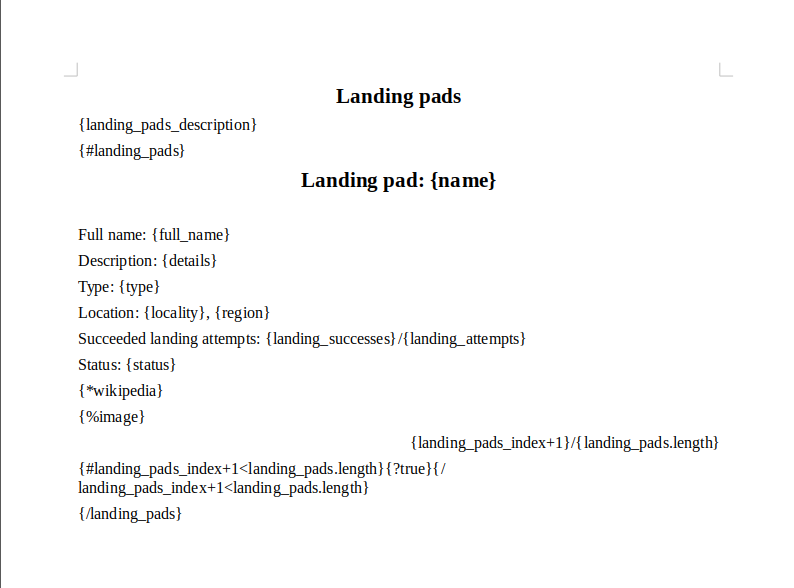 Landing pads
{landing_pads_description}
{#landing_pads}
Landing pad: {name}
Full name: {full_name}
Description: {details}
Type: {type}
Location: {locality}, {region}
Succeeded landing attempts: {landing_successes}/{landing_attempts}
Status: {status}
{*wikipedia}
{%image}
{landing_pads_index+1}/{landing_pads.length}
{#landing_pads_index+1<landing_pads.length}{?true}{/
landing_pads_index+1<landing_pads.length}
{/landing_pads}